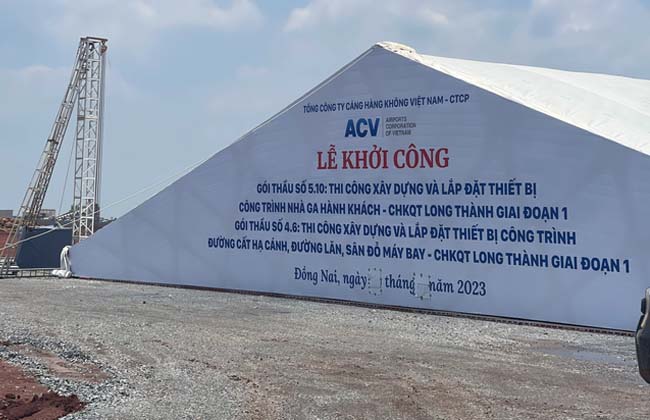 ACV
TỔNG CÔNG TY CẢNG HÀNG KHÔNG VIỆT NAM - CTCP
ACV
AIRPORTS
CORPORATION
OF VIETNAM
LỄ KHỞI CÔNG
GÓI THẦU SỐ 5.10: THI CÔNG XÂY DỰNG VÀ LẮP ĐẶT THIẾT BỊ
CÔNG TRÌNH NHÀ GA HÀNH KHÁCH - CHKQT LONG THÀNH GIAI ĐOẠN 1
GÓI THẦU SỐ 4.6: THI CÔNG XÂY DỰNG VÀ LẮP ĐẶT THIẾT BỊ CÔNG TRÌNH
ĐƯỜNG CẤT HẠ CÁNH, ĐƯỜNG LĂN, SÂN ĐỖ MÁY BAY - CHKQT LONG THÀNH GIAI ĐOẠN 1
Đồng Nai, ngày tháng năm 2023